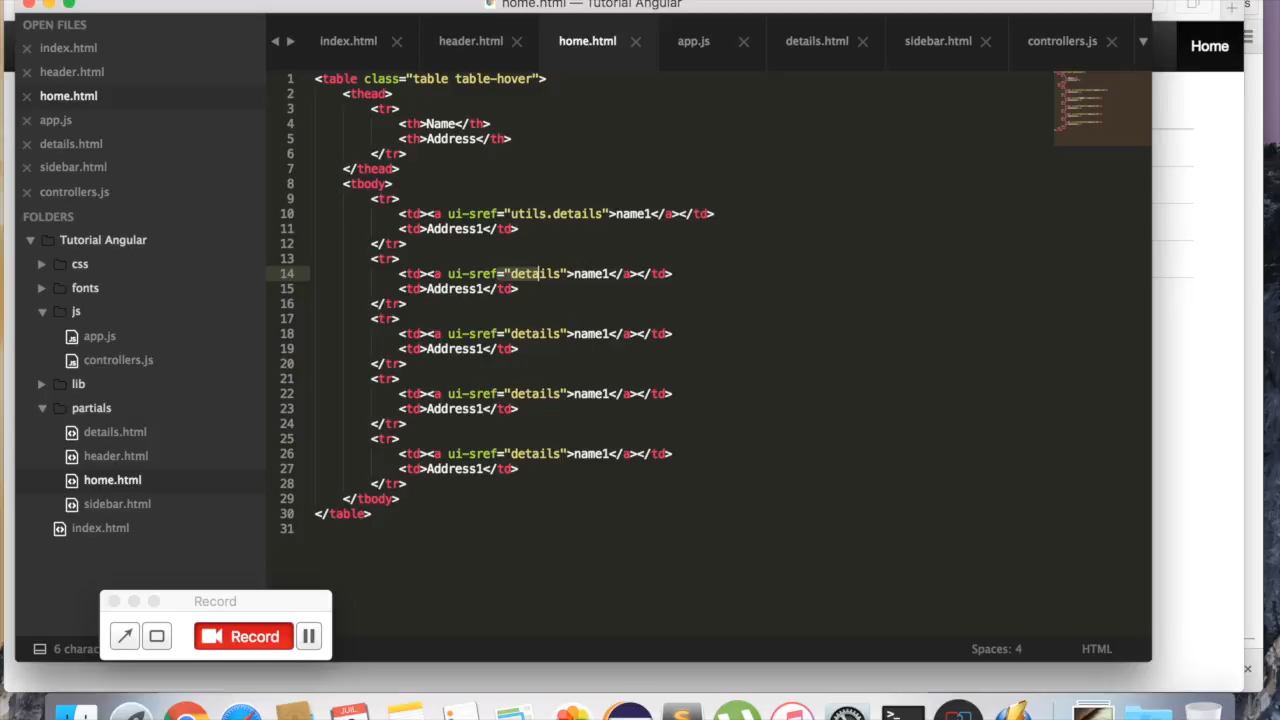 home.html — Tutorial Angular
OPEN FILES
index.html
header.html
home.html
app.js
details.html
sidebar.html
controllers.js
FOLDERS
Tutorial Angular
css
fonts
js
app.js
controllers.js
lib
partials
details.html
header.html
home.html
sidebar.html
index.html
index.html header.html home.html app.js details.html sidebar.html controllers.js
Home
1 <table class="table table-hover">
2 <thead>
3 <tr>
4 <th>Name</th>
5 <th>Address</th>
6 </tr>
7 </thead>
8 <tbody>
9 <tr>
10 <td><a ui-sref="utils.details">name1</a></td>
11 <td>Address1</td>
12 </tr>
13 <tr>
14 <td><a ui-sref="details">name1</a></td>
15 <td>Address1</td>
16 </tr>
17 <tr>
18 <td><a ui-sref="details">name1</a></td>
19 <td>Address1</td>
20 </tr>
21 <tr>
22 <td><a ui-sref="details">name1</a></td>
23 <td>Address1</td>
24 </tr>
25 <tr>
26 <td><a ui-sref="details">name1</a></td>
27 <td>Address1</td>
28 </tr>
29 </tbody>
30 </table>
31
Record
Record
6 charac
Spaces: 4 HTML
JUIL